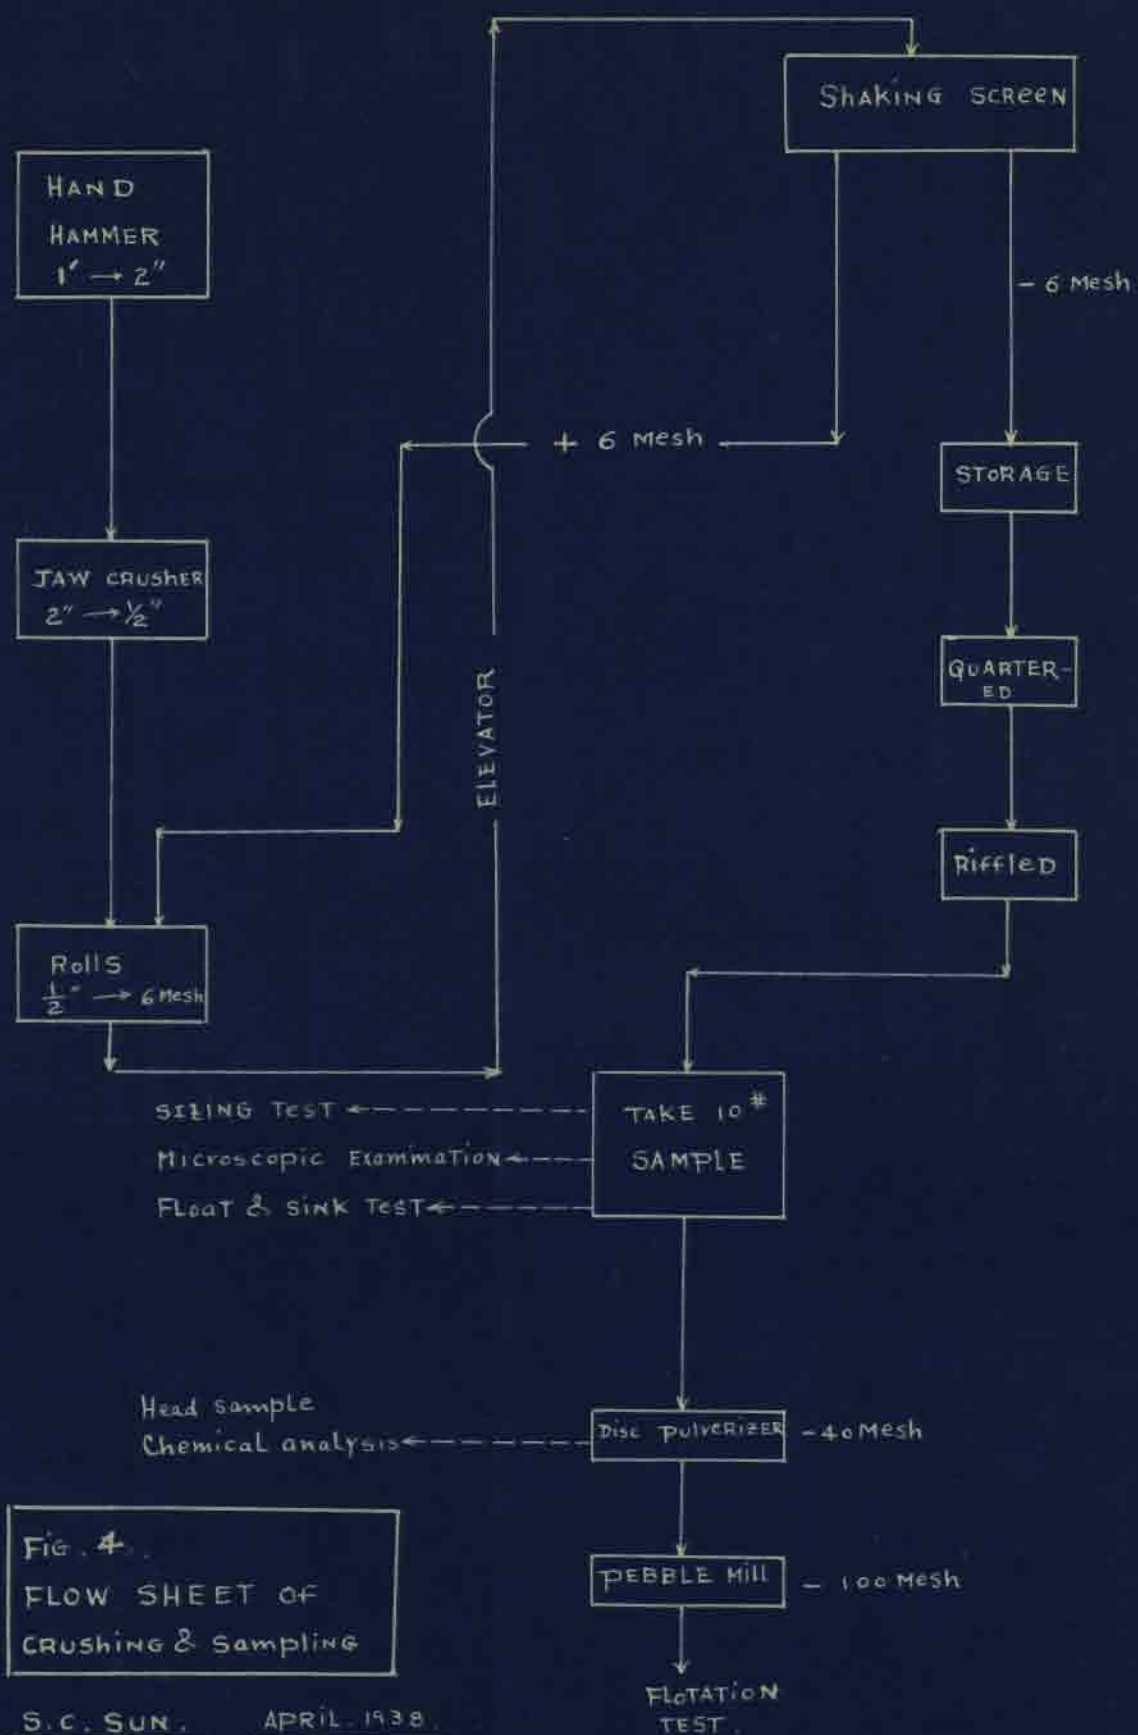 Shaking Screen
HAND
HAMMER
1' → 2"
- 6 Mesh
+ 6 Mesh
STORAGE
JAW CRUSHER
2" → 1/2"
QUARTER-
ED
ELEVATOR
Riffled
Rolls
1/2" → 6 Mesh
TAKE 10#
SAMPLE
SIZING TEST
Microscopic Exammation
FLOAT & SINK TEST
Head sample
Chemical analysis
Disc Pulverizer
-40 Mesh
PEBBLE Mill
- 100 Mesh
FLOTATION
TEST.
FIG. 4.
FLOW SHEET OF
CRUSHING & Sampling
S.C. SUN. APRIL. 1938.